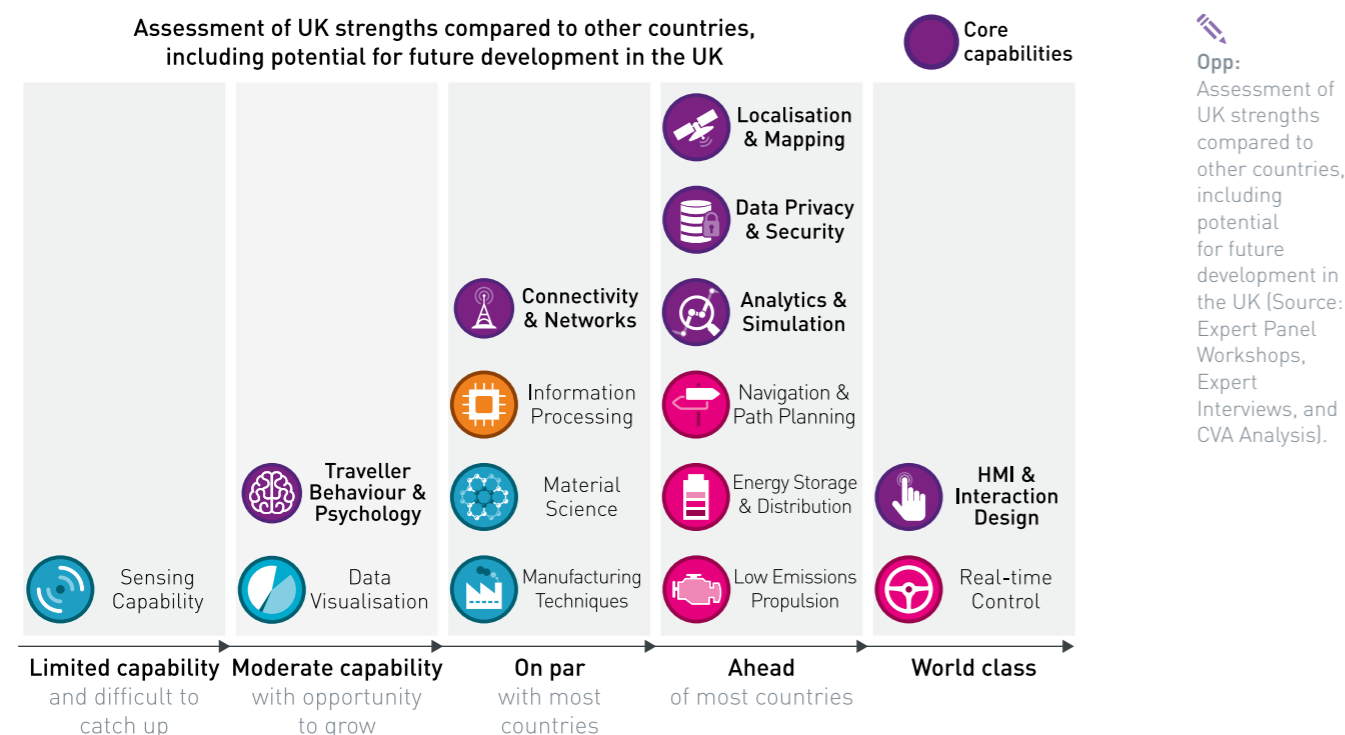 Assessment of UK strengths compared to other countries,
including potential for future development in the UK
Core
capabilities
Opp:
Assessment of
UK strengths
compared to
other countries,
including
potential
for future
development in
the UK (Source:
Expert Panel
Workshops,
Expert
Interviews, and
CVA Analysis).
Sensing
Capability
Traveller
Behaviour &
Psychology
Data
Visualisation
Connectivity
& Networks
Information
Processing
Material
Science
Manufacturing
Techniques
Localisation
& Mapping
Data Privacy
& Security
Analytics &
Simulation
Navigation &
Path Planning
Energy Storage
& Distribution
Low Emissions
Propulsion
HMI &
Interaction
Design
Real-time
Control
Limited capability
and difficult to
catch up
Moderate capability
with opportunity
to grow
On par
with most
countries
Ahead
of most countries
World class